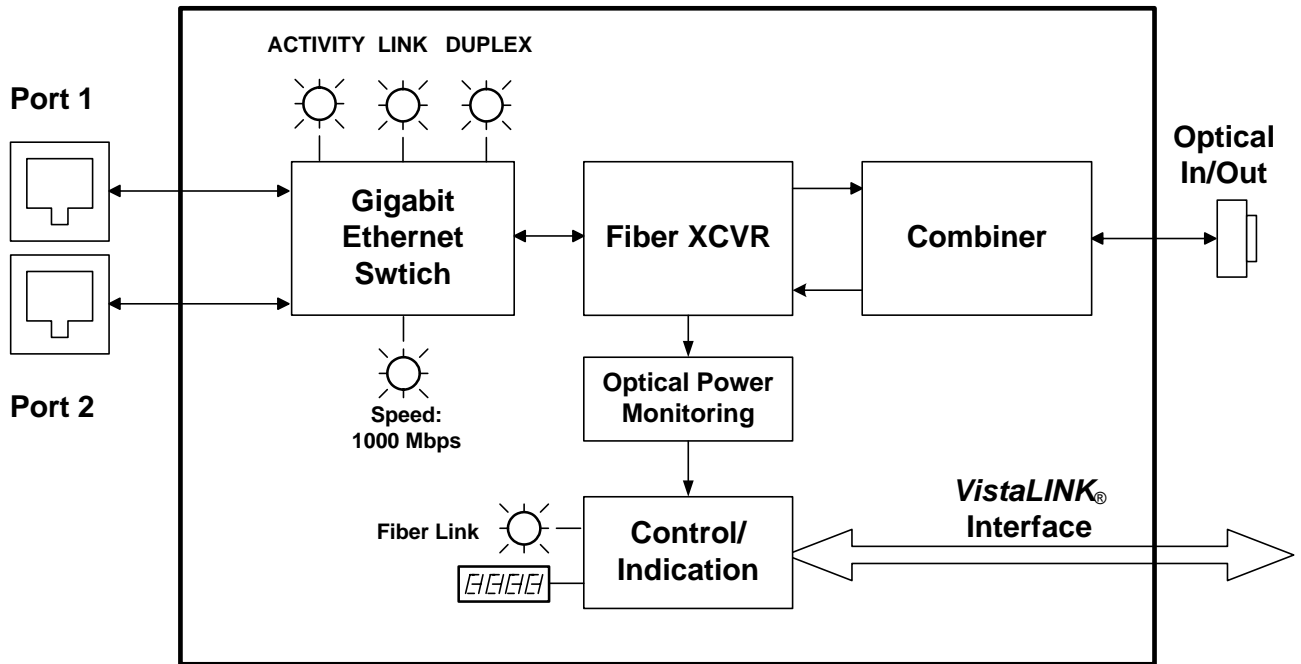 ACTIVITY LINK DUPLEX
Port 1
Optical
In/Out
Gigabit
Ethernet
Swtich
Fiber XCVR
Combiner
Port 2
Speed:
1000 Mbps
Optical Power
Monitoring
VistaLINK®
Interface
Fiber Link
Control/
Indication